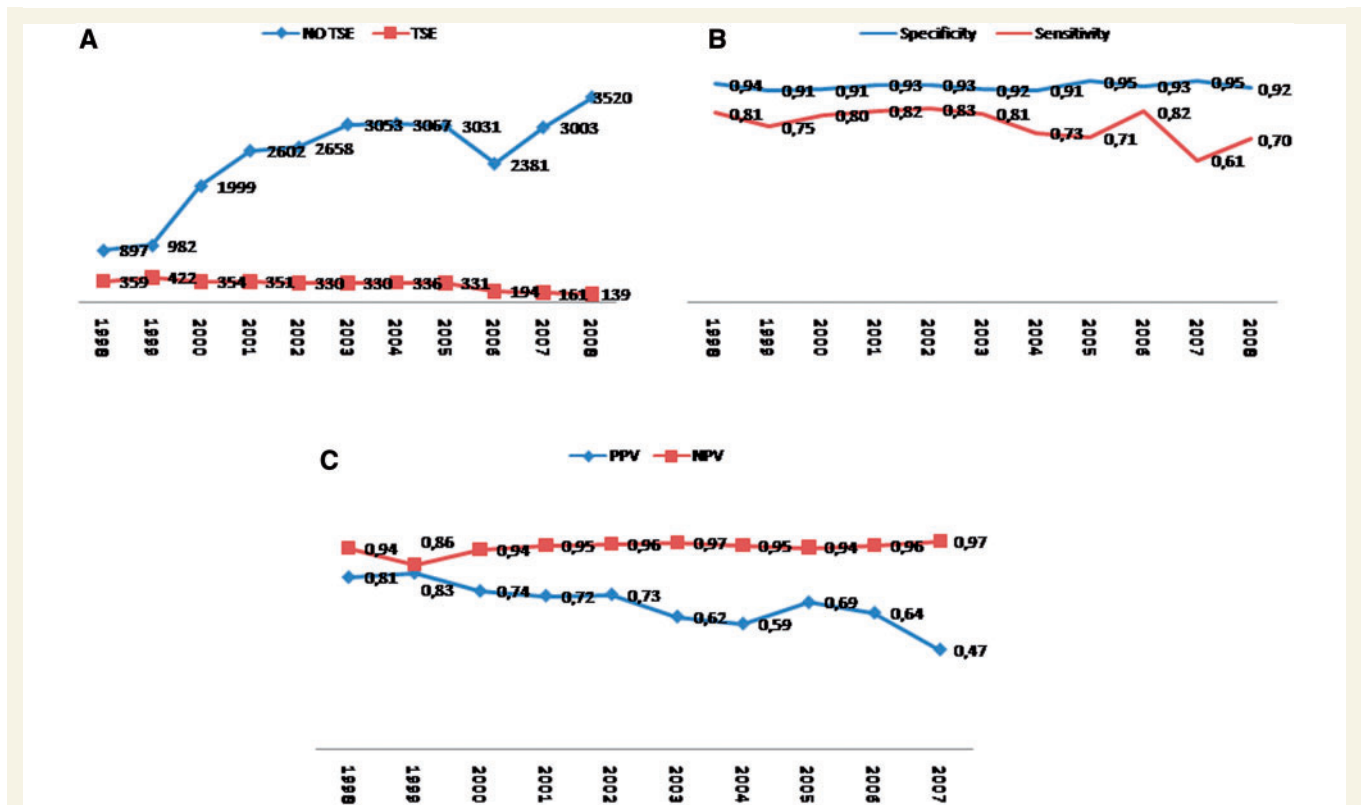 A
NO TSE TSE
897 982 1999 2602 2658 3053 3067 3031 2381 3003 3520
359 422 354 351 330 330 336 331 194 161 139
1998 1999 2000 2001 2002 2003 2004 2005 2006 2007 2008
B
Specificity Sensitivity
0,94 0,91 0,91 0,93 0,93 0,92 0,91 0,95 0,93 0,95 0,92
0,81 0,75 0,80 0,82 0,83 0,81 0,73 0,71 0,82 0,61 0,70
1998 1999 2000 2001 2002 2003 2004 2005 2006 2007 2008
C
PPV NPV
0,94 0,86 0,94 0,95 0,96 0,97 0,95 0,94 0,96 0,97
0,81 0,83 0,74 0,72 0,73 0,62 0,59 0,69 0,64 0,47
1998 1999 2000 2001 2002 2003 2004 2005 2006 2007